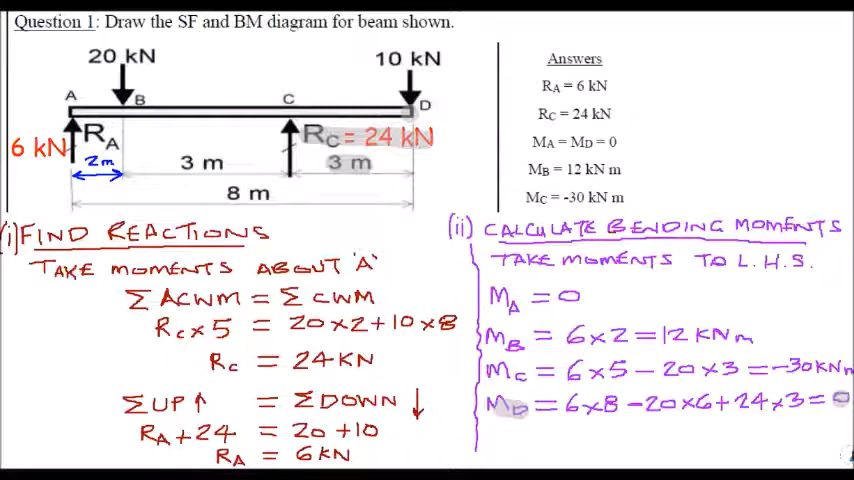 Question 1: Draw the SF and BM diagram for beam shown.
20 kN
10 kN
A
B
C
D
6 kN
RA
RC = 24 kN
2m
3 m
3 m
8 m
Answers
RA = 6 kN
RC = 24 kN
MA = MD = 0
MB = 12 kN m
MC = -30 kN m
(i) FIND REACTIONS
TAKE MOMENTS ABOUT 'A'
Σ ACWM = Σ CWM
Rc x 5 = 20 x 2 + 10 x 8
Rc = 24 KN
Σ UP ↑ = Σ DOWN ↓
RA + 24 = 20 + 10
RA = 6 KN
(ii) CALCULATE BENDING MOMENTS
TAKE MOMENTS TO L.H.S.
MA = 0
MB = 6 x 2 = 12 KNm
MC = 6 x 5 - 20 x 3 = -30 KNm
MD = 6 x 8 - 20 x 6 + 24 x 3 = 0